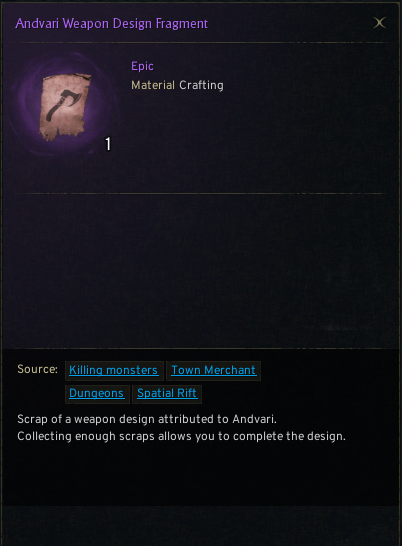 Andvari Weapon Design Fragment
Epic
Material Crafting
1
Source: Killing monsters Town Merchant
Dungeons Spatial Rift
Scrap of a weapon design attributed to Andvari.
Collecting enough scraps allows you to complete the design.